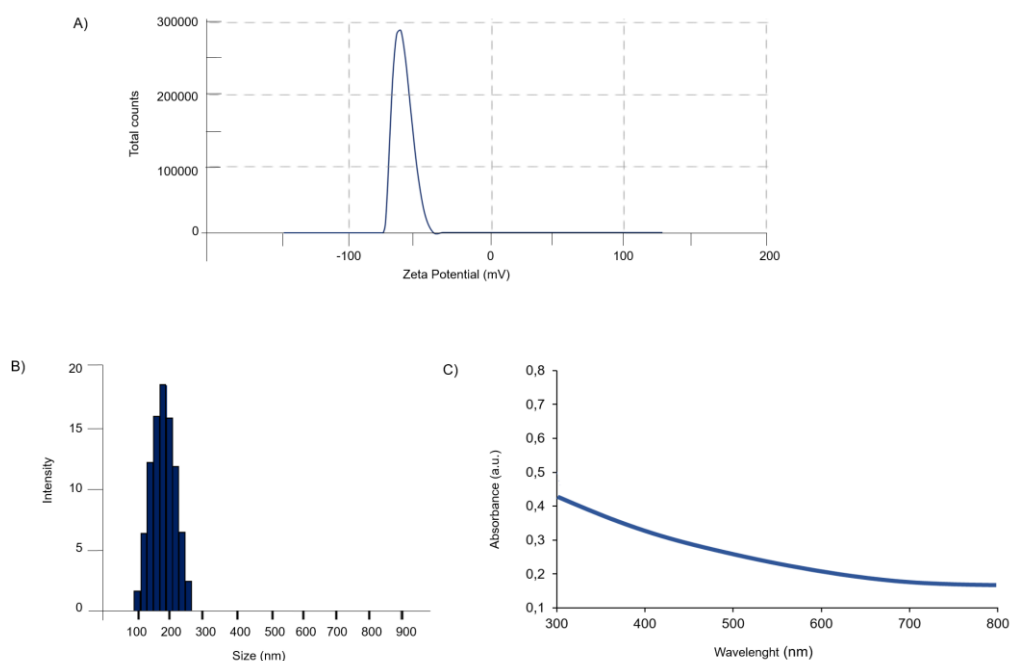 A)
300000
200000
100000
0
Total counts
-100 0 100 200
Zeta Potential (mV)
B)
20
15
10
5
0
Intensity
100 200 300 400 500 600 700 800 900
Size (nm)
C)
0,8
0,7
0,6
0,5
0,4
0,3
0,2
0,1
Absorbance (a.u.)
300 400 500 600 700 800
Wavelenght (nm)